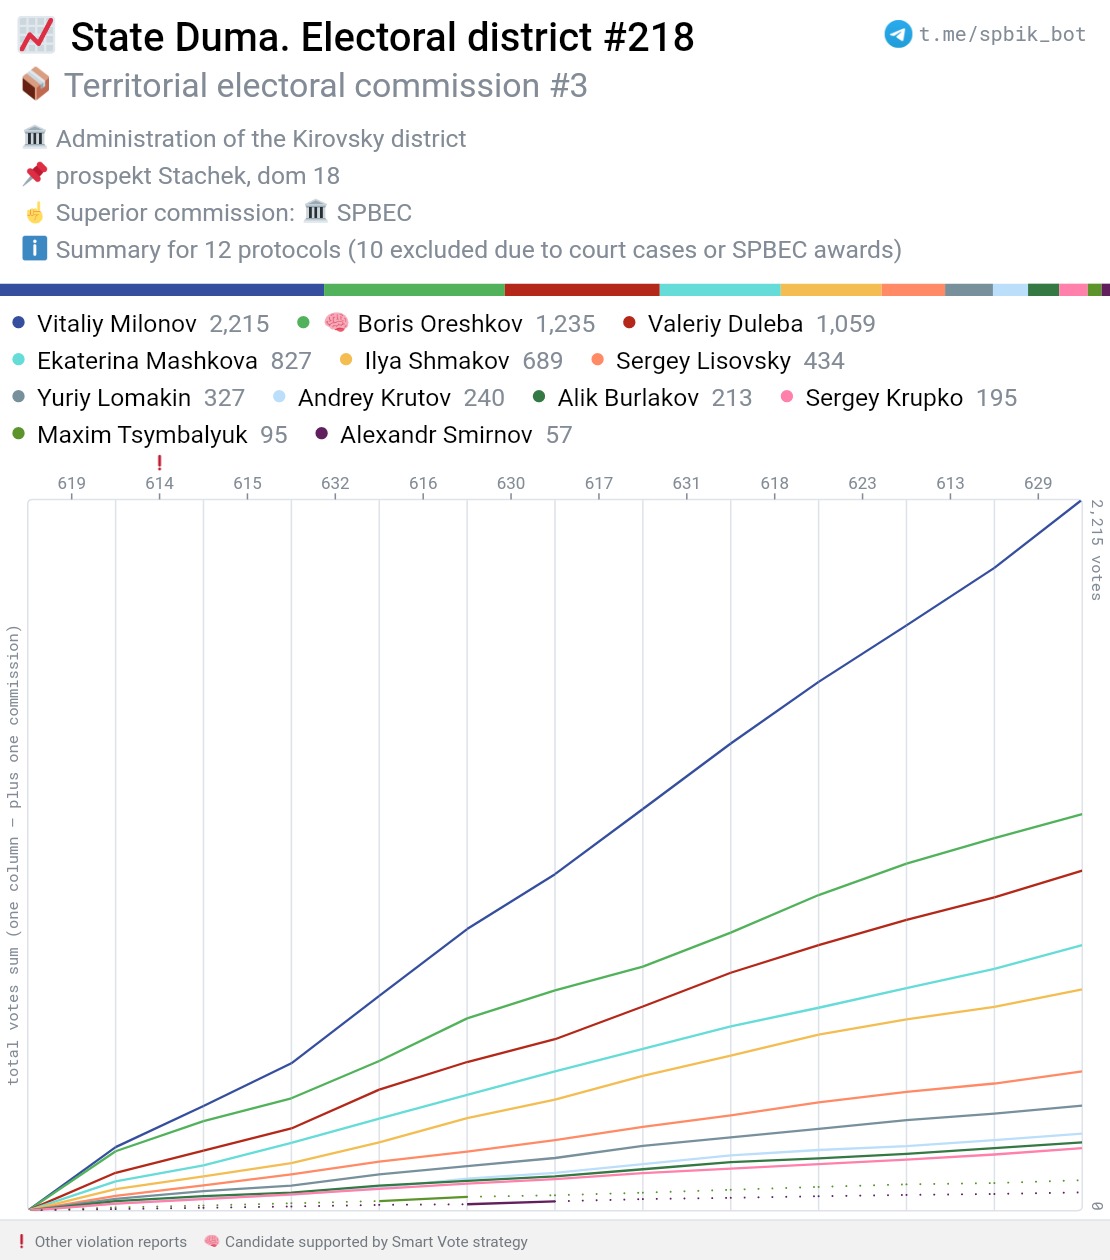 State Duma. Electoral district #218
t.me/spbik_bot
Territorial electoral commission #3
Administration of the Kirovsky district
prospekt Stachek, dom 18
Superior commission: SPBEC
Summary for 12 protocols (10 excluded due to court cases or SPBEC awards)
Vitaliy Milonov 2,215 Boris Oreshkov 1,235 Valeriy Duleba 1,059
Ekaterina Mashkova 827 Ilya Shmakov 689 Sergey Lisovsky 434
Yuriy Lomakin 327 Andrey Krutov 240 Alik Burlakov 213 Sergey Krupko 195
Maxim Tsymbalyuk 95 Alexandr Smirnov 57
619 614 615 632 616 630 617 631 618 623 613 629
2,215 votes
total votes sum (one column – plus one commission)
0
Other violation reports Candidate supported by Smart Vote strategy